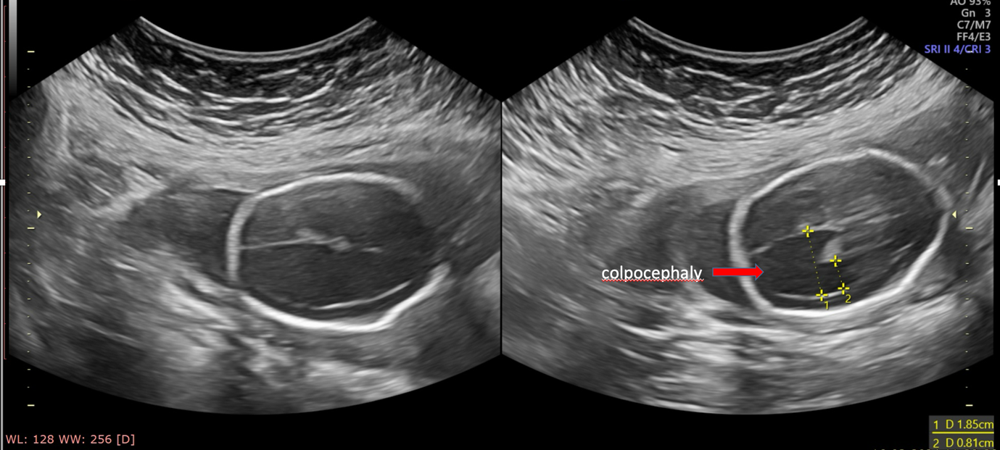 AO 93%
Gn 3
C7/M7
FF4/E3
SRI II 4/CRI 3
colpocephaly
1
2
1 D 1.85cm
2 D 0.81cm
WL: 128 WW: 256 [D]